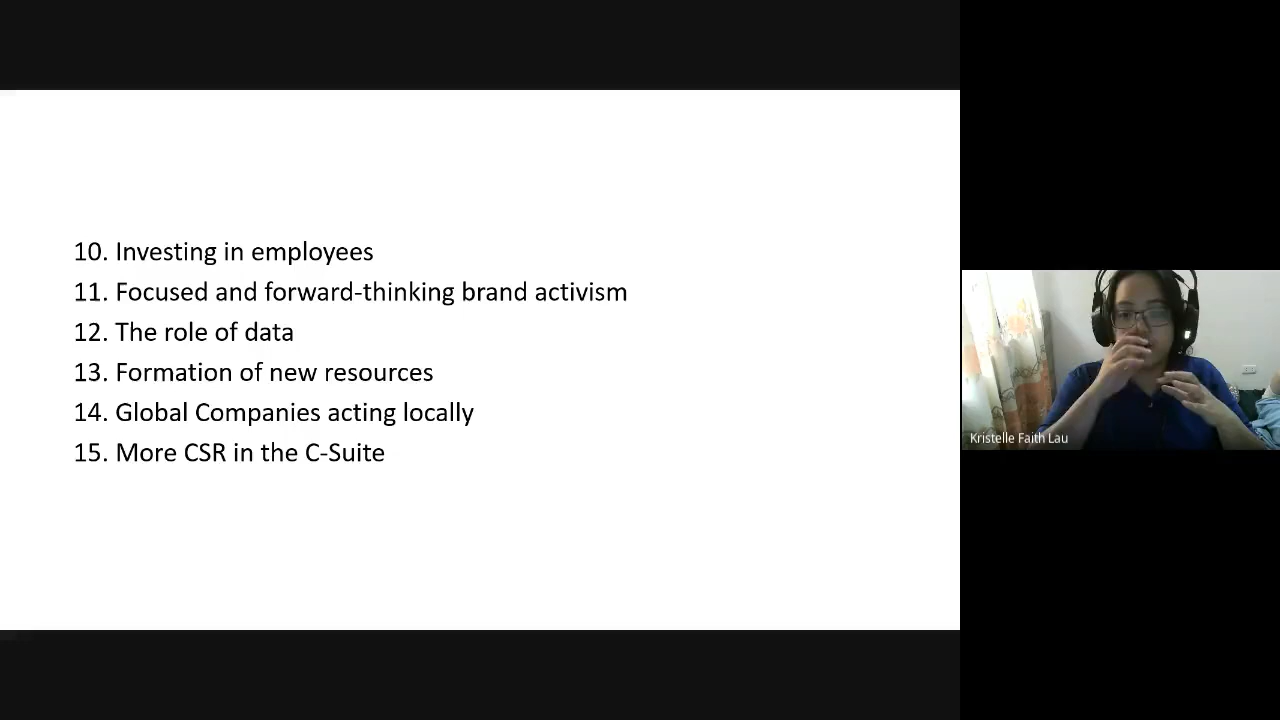 10. Investing in employees
11. Focused and forward-thinking brand activism
12. The role of data
13. Formation of new resources
14. Global Companies acting locally
15. More CSR in the C-Suite
Kristelle Faith Lau